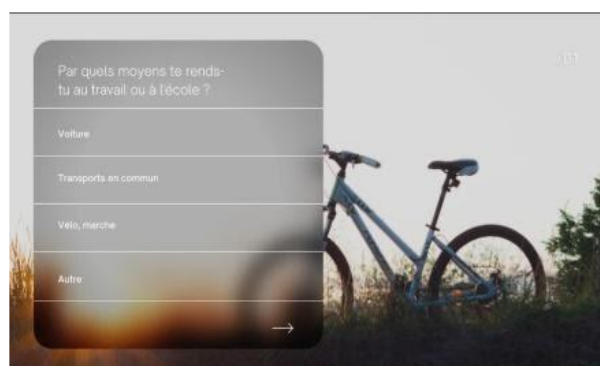 Par quels moyens te rends-
tu au travail ou à l'école ?
Voiture
Transports en commun
Vélo, marche
Autre